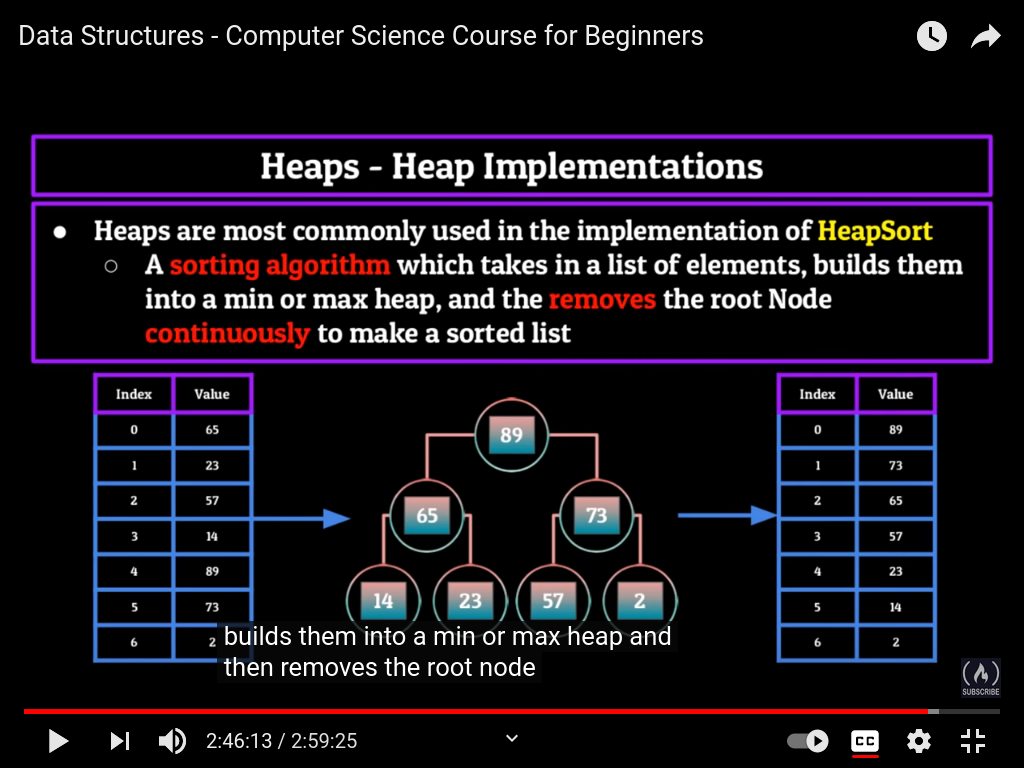 Data Structures - Computer Science Course for Beginners
Heaps - Heap Implementations
● Heaps are most commonly used in the implementation of HeapSort
○ A sorting algorithm which takes in a list of elements, builds them
into a min or max heap, and the removes the root Node
continuously to make a sorted list
Index Value
0 65
1 23
2 57
3 14
4 89
5 73
6 2
89
65 73
14 23 57 2
Index Value
0 89
1 73
2 65
3 57
4 23
5 14
6 2
builds them into a min or max heap and
then removes the root node
SUBSCRIBE
2:46:13 / 2:59:25
CC